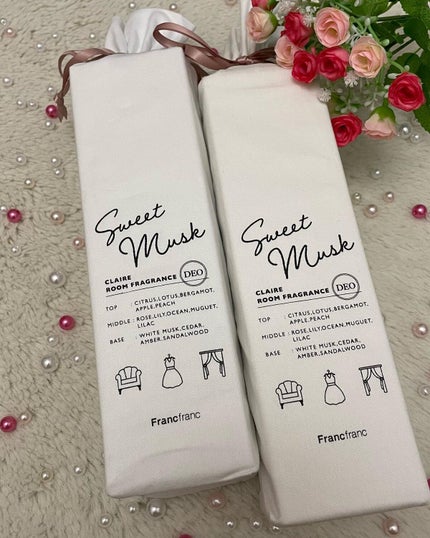 Sweet
Musk
CLAIRE
ROOM FRAGRANCE DEO
TOP : CITRUS,LOTUS,BERGAMOT,
APPLE,PEACH
MIDDLE : ROSE,LILY,OCEAN,MUGUET,
LILAC
BASE : WHITE MUSK,CEDAR,
AMBER,SANDALWOOD
Francfranc
Sweet
Musk
CLAIRE
ROOM FRAGRANCE DEO
TOP : CITRUS,LOTUS,BERGAMOT,
APPLE,PEACH
MIDDLE : ROSE,LILY,OCEAN,MUGUET,
LILAC
BASE : WHITE MUSK,CEDAR,
AMBER,SANDALWOOD
Francfranc